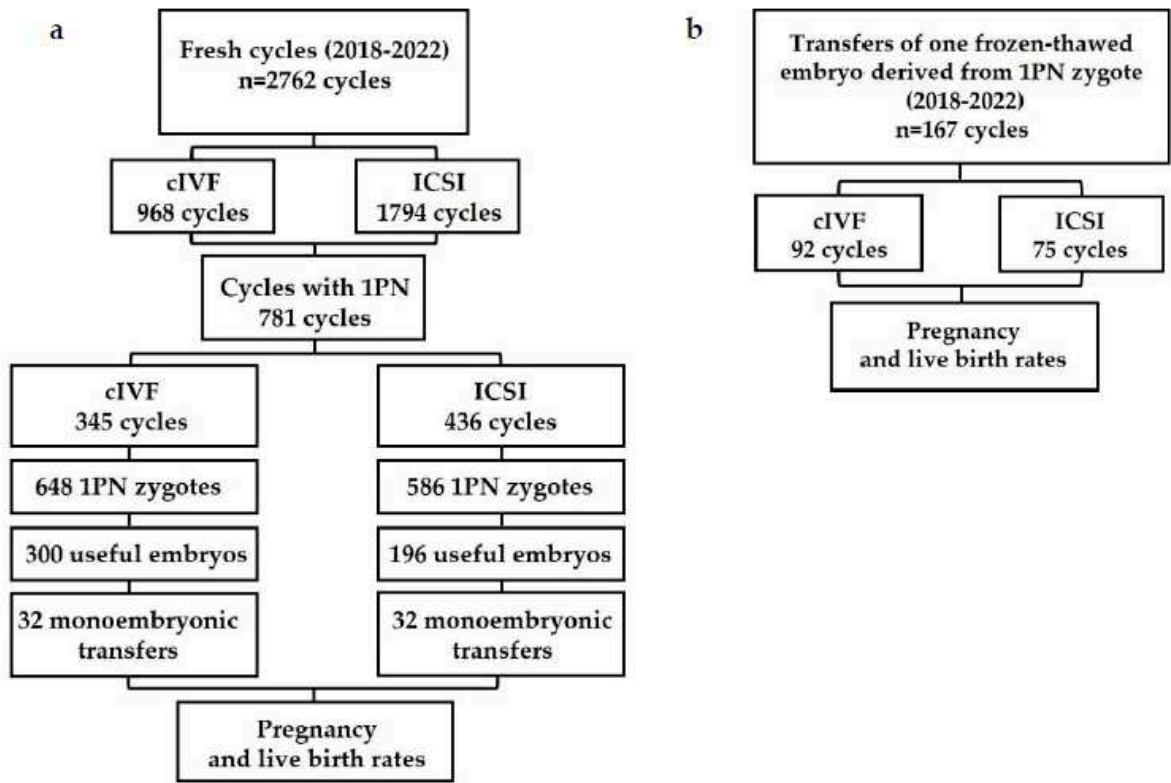 a
Fresh cycles (2018-2022)
n=2762 cycles
cIVF
968 cycles
ICSI
1794 cycles
Cycles with 1PN
781 cycles
cIVF
345 cycles
ICSI
436 cycles
648 1PN zygotes
586 1PN zygotes
300 useful embryos
196 useful embryos
32 monoembryonic
transfers
32 monoembryonic
transfers
Pregnancy
and live birth rates
b
Transfers of one frozen-thawed
embryo derived from 1PN zygote
(2018-2022)
n=167 cycles
cIVF
92 cycles
ICSI
75 cycles
Pregnancy
and live birth rates